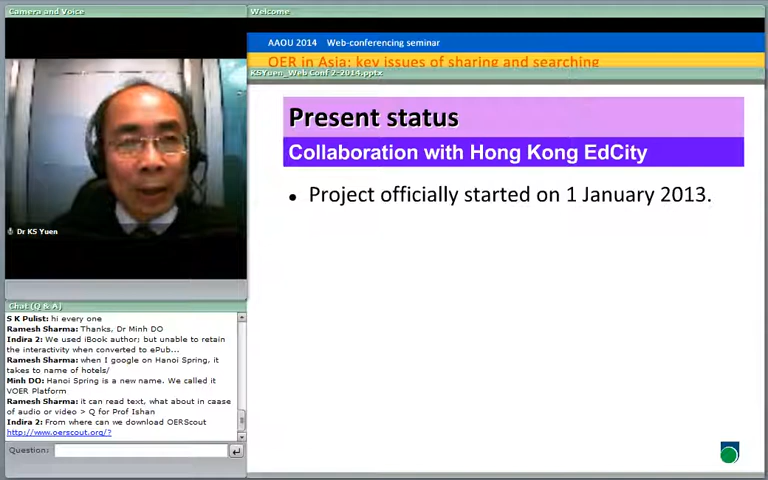 Camera and Voice
Welcome
AAOU 2014 Web-conferencing seminar
OER in Asia: key issues of sharing and searching
KSYuen_Web Conf 2-2014.pptx
Present status
Collaboration with Hong Kong EdCity
• Project officially started on 1 January 2013.
Dr KS Yuen
Chat (Q & A)
S K Pulist: hi every one
Ramesh Sharma: Thanks, Dr Minh DO
Indira 2: We used iBook author; but unable to retain
the interactivity when converted to ePub...
Ramesh Sharma: when I google on Hanoi Spring, it
takes to name of hotels/
Minh DO: Hanoi Spring is a new name. We called it
VOER Platform
Ramesh Sharma: it can read text, what about in caase
of audio or video > Q for Prof Ishan
Indira 2: From where can we download OERScout
http://www.oerscout.org/?
Question: